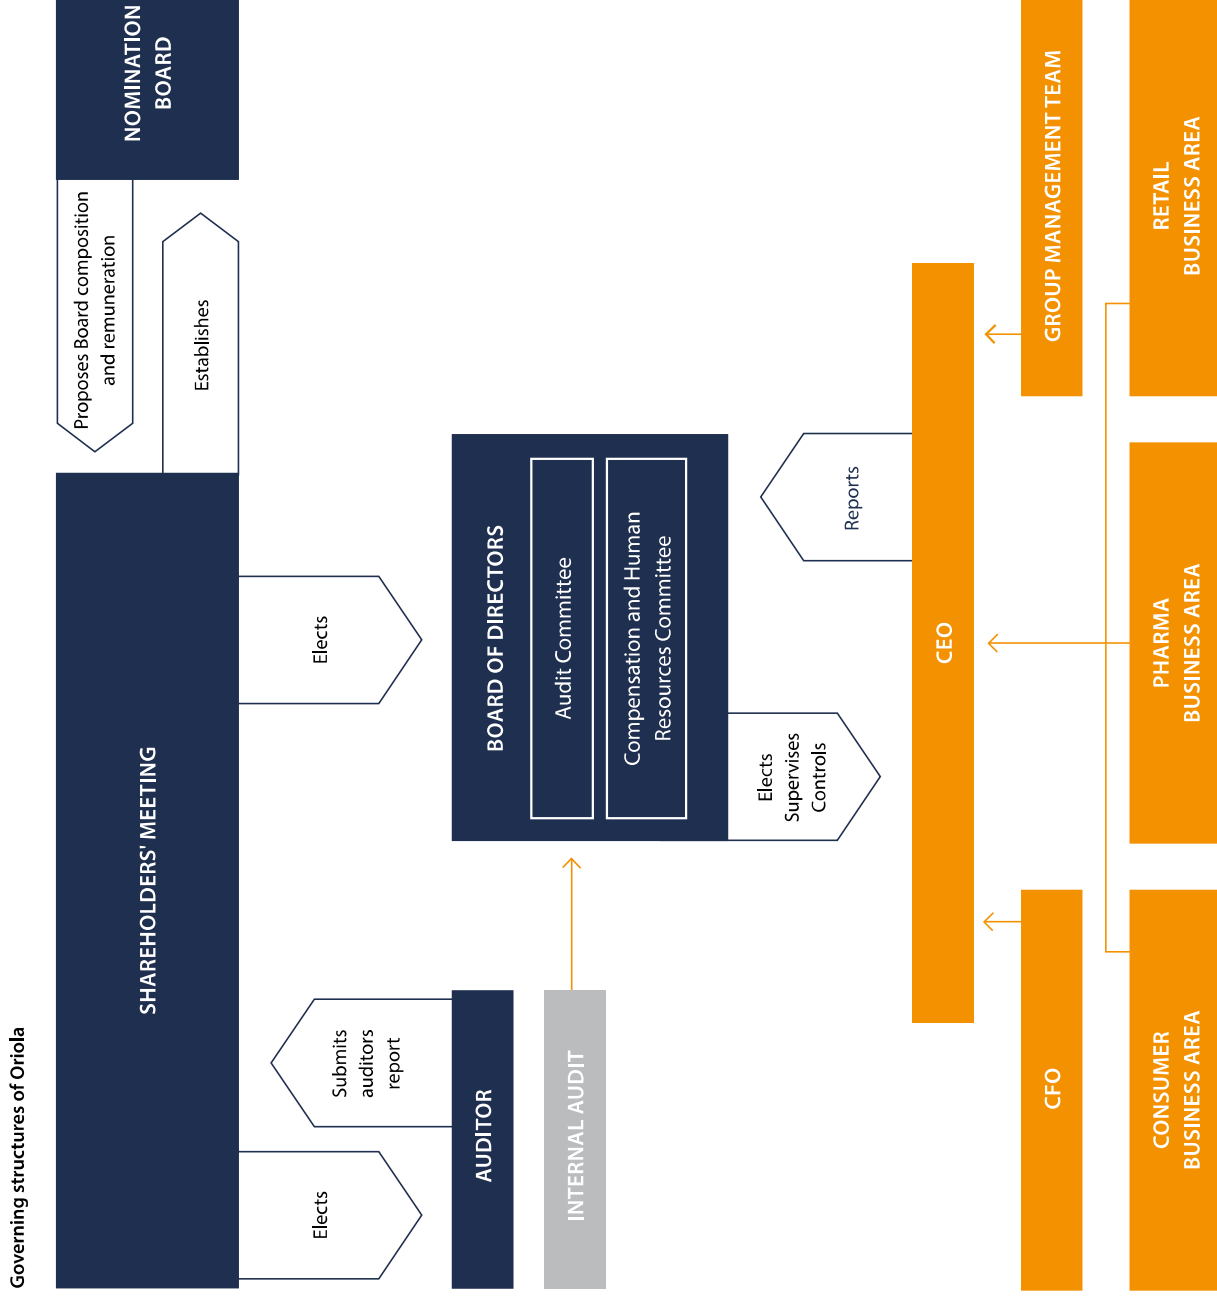 Governing structures of Oriola
SHAREHOLDERS' MEETING
Proposes Board composition
and remuneration
NOMINATION
BOARD
Establishes
Elects
Submits
auditors
report
Elects
AUDITOR
INTERNAL AUDIT
BOARD OF DIRECTORS
Audit Committee
Compensation and Human
Resources Committee
Elects
Supervises
Controls
Reports
CEO
CFO
GROUP MANAGEMENT TEAM
CONSUMER
BUSINESS AREA
PHARMA
BUSINESS AREA
RETAIL
BUSINESS AREA